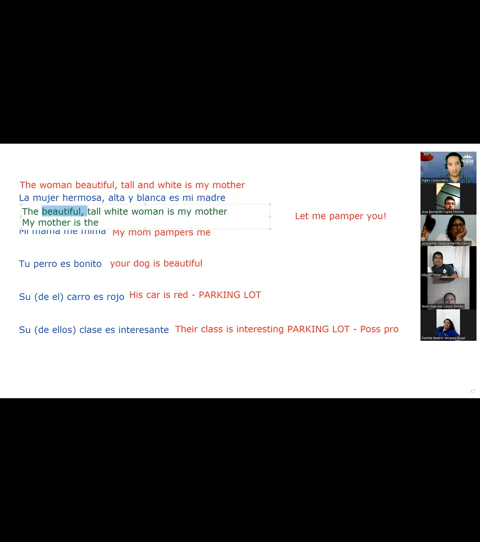 The woman beautiful, tall and white is my mother
La mujer hermosa, alta y blanca es mi madre
The beautiful, tall white woman is my mother
My mother is the
Let me pamper you!
Mi mamá me mima My mom pampers me
Tu perro es bonito your dog is beautiful
Su (de el) carro es rojo His car is red - PARKING LOT
Su (de ellos) clase es interesante Their class is interesting PARKING LOT - Poss pro